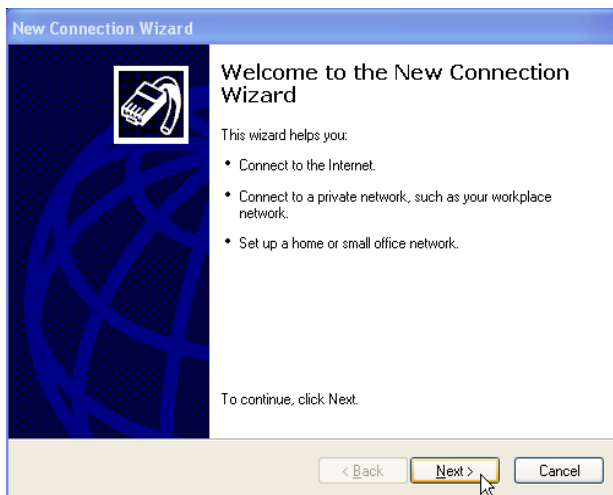 New Connection Wizard
Welcome to the New Connection
Wizard
This wizard helps you:
• Connect to the Internet.
• Connect to a private network, such as your workplace
network.
• Set up a home or small office network.
To continue, click Next.
< Back
Next >
Cancel